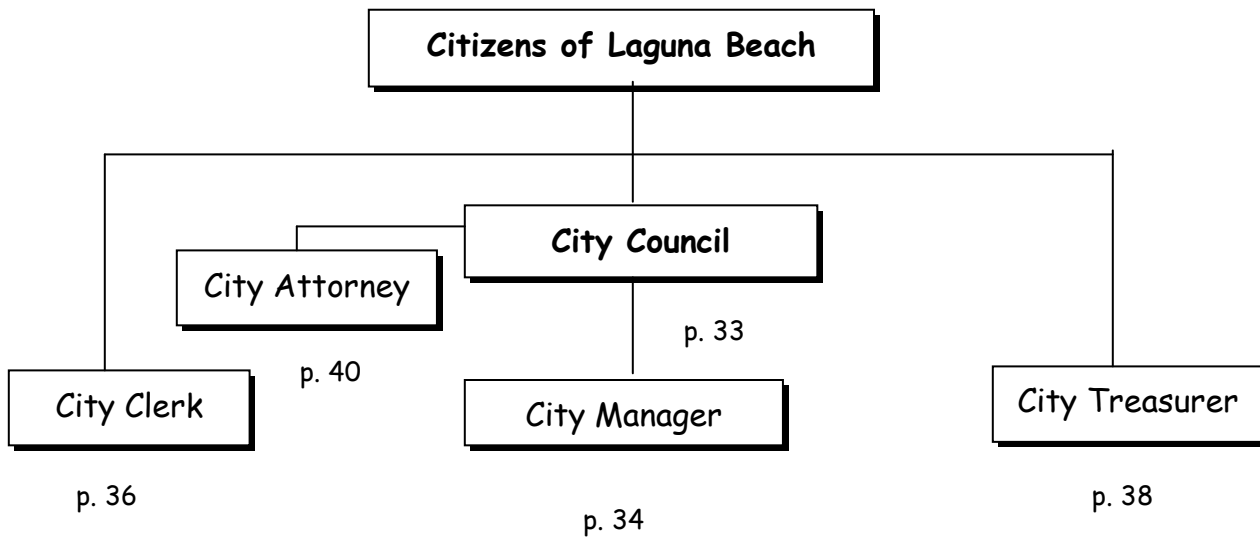 Citizens of Laguna Beach
City Council
City Attorney
p. 33
p. 40
City Clerk
City Manager
City Treasurer
p. 36
p. 34
p. 38